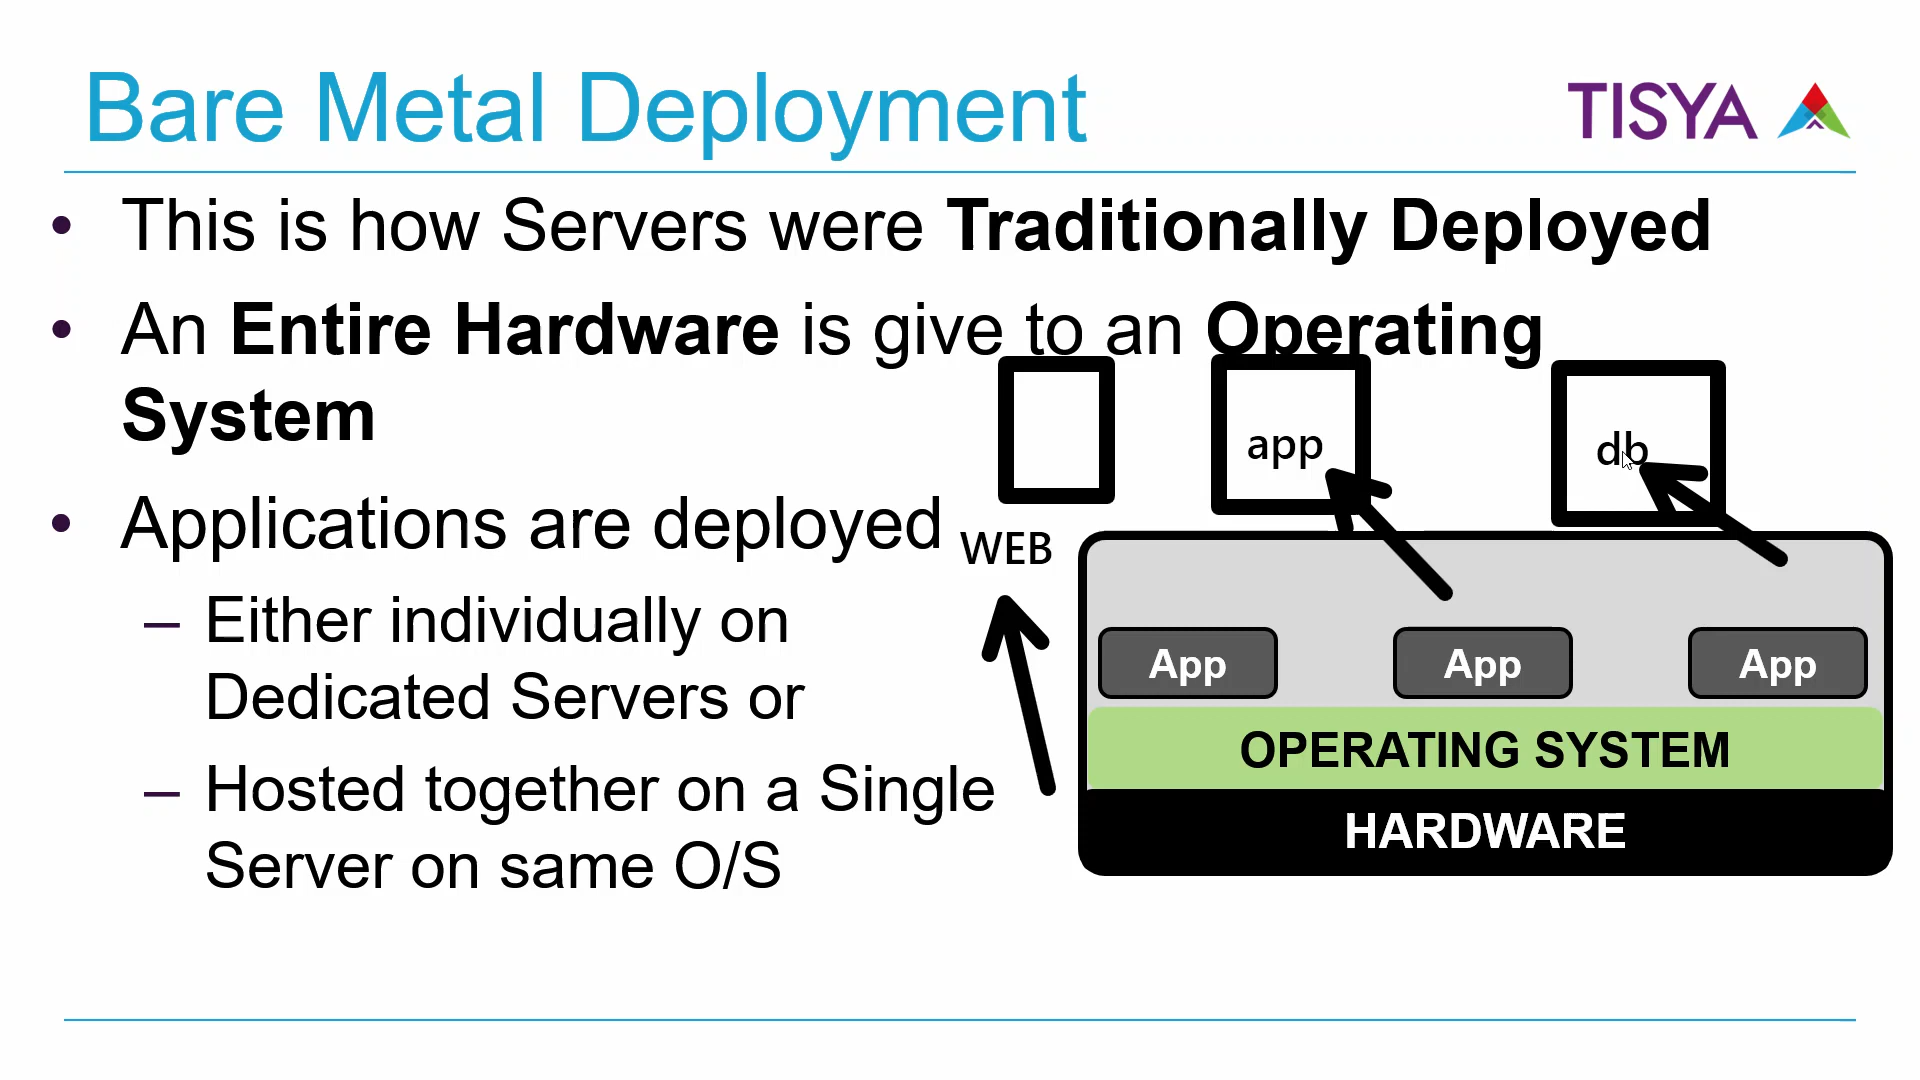 Bare Metal Deployment
TISYA
• This is how Servers were Traditionally Deployed
• An Entire Hardware is give to an Operating
System
• Applications are deployed
– Either individually on
Dedicated Servers or
– Hosted together on a Single
Server on same O/S
app
db
WEB
App
App
App
OPERATING SYSTEM
HARDWARE